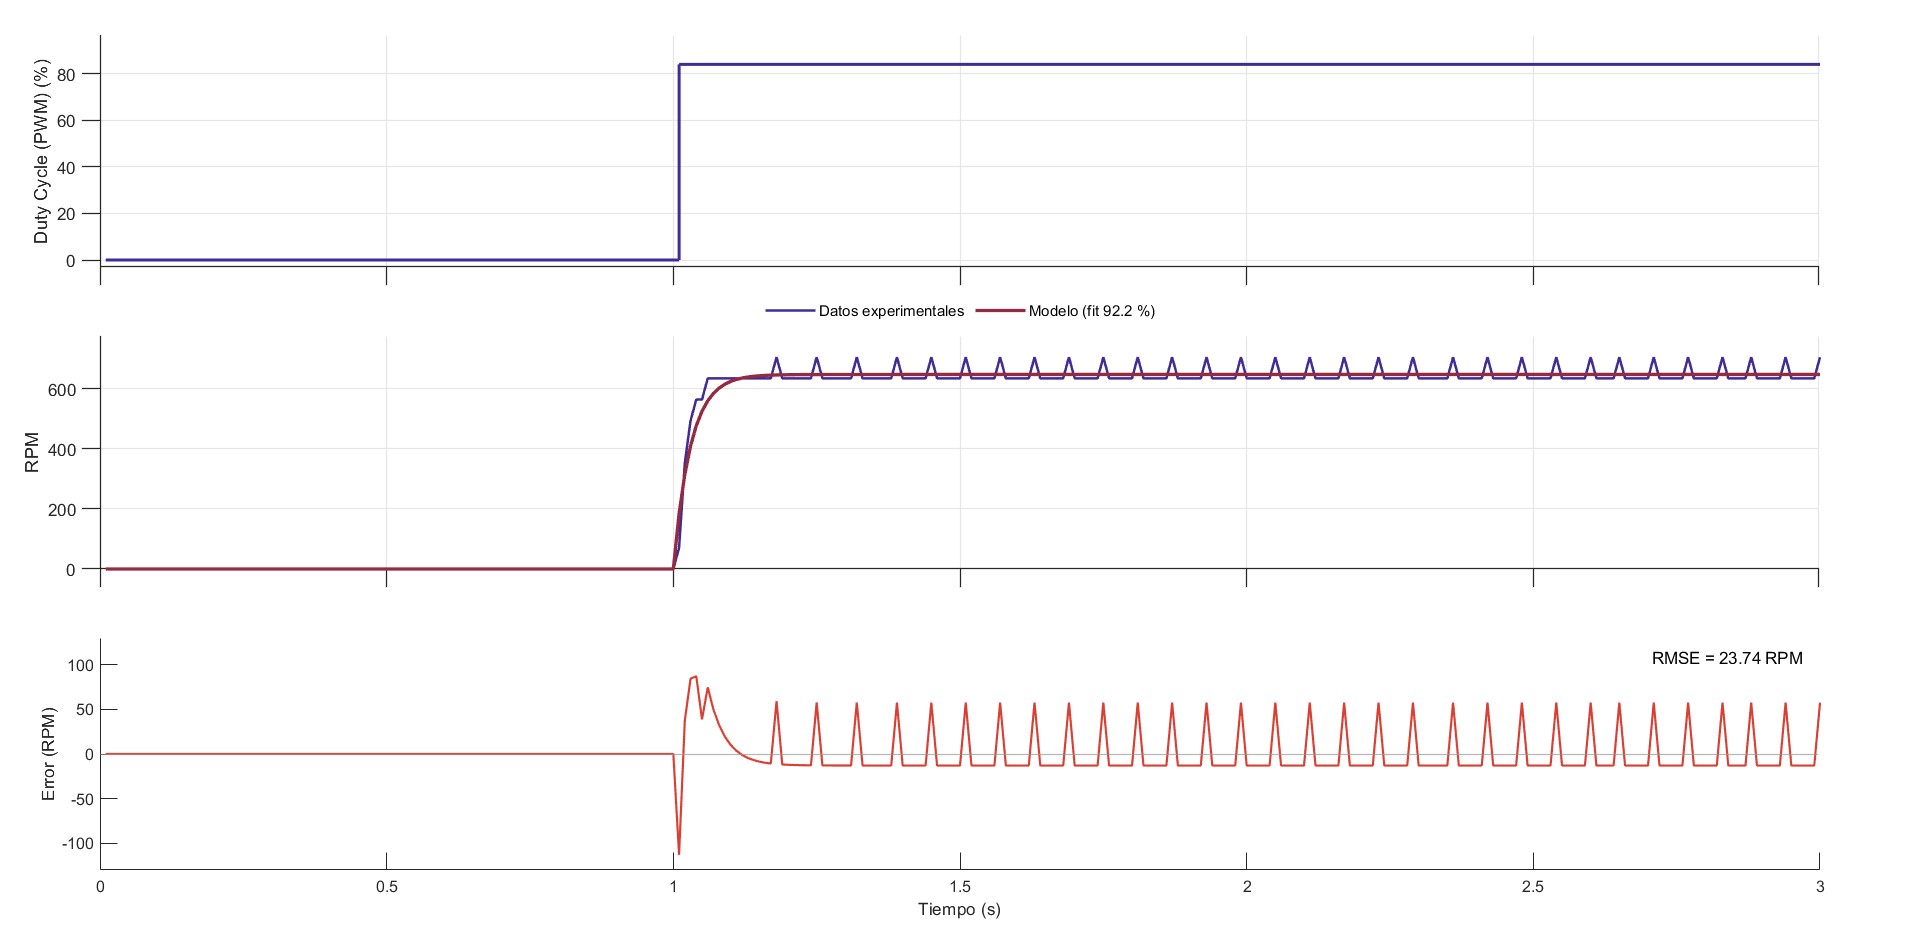 Duty Cycle (PWM) (%)
80
60
40
20
0
Datos experimentales Modelo (fit 92.2 %)
RPM
600
400
200
0
RMSE = 23.74 RPM
Error (RPM)
100
50
0
-50
-100
0 0.5 1 1.5 2 2.5 3
Tiempo (s)